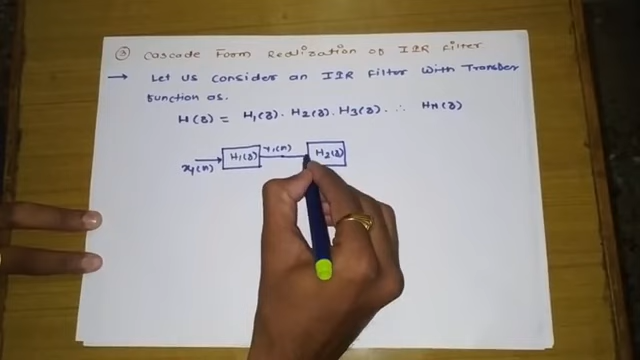 ③ Cascade Form Realization of IIR Filter
→ Let us consider an IIR Filter with Transfer
Function as.
H(z) = H1(z). H2(z). H3(z). ∴ HM(z)
x1(n) H1(z) y1(n) H2(z)